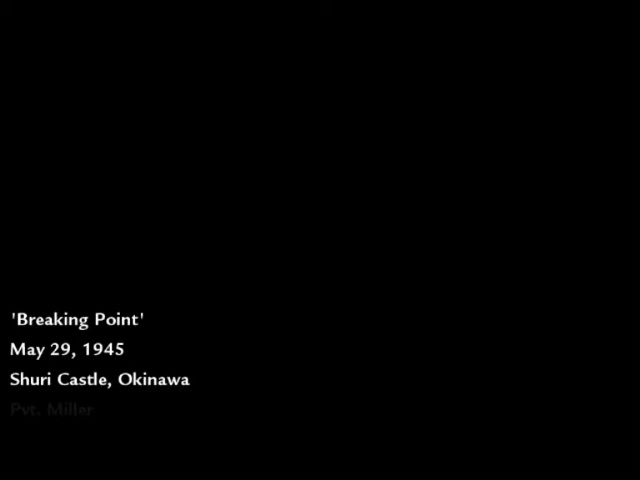 'Breaking Point'
May 29, 1945
Shuri Castle, Okinawa
Pvt. Miller